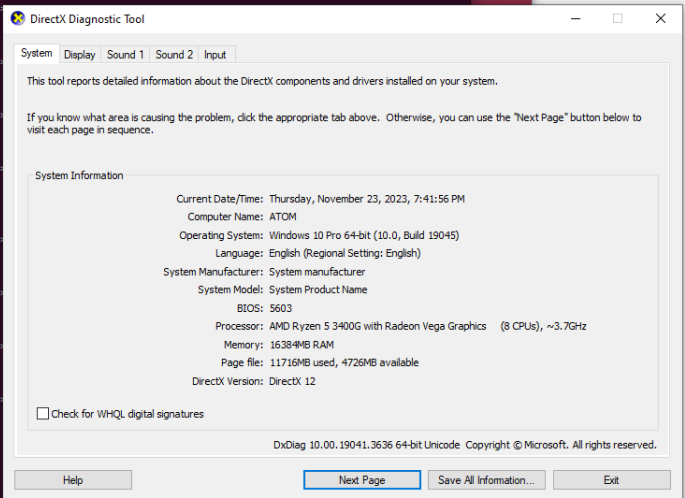 DirectX Diagnostic Tool
System Display Sound 1 Sound 2 Input
This tool reports detailed information about the DirectX components and drivers installed on your system.
If you know what area is causing the problem, click the appropriate tab above. Otherwise, you can use the "Next Page" button below to
visit each page in sequence.
System Information
Current Date/Time: Thursday, November 23, 2023, 7:41:56 PM
Computer Name: ATOM
Operating System: Windows 10 Pro 64-bit (10.0, Build 19045)
Language: English (Regional Setting: English)
System Manufacturer: System manufacturer
System Model: System Product Name
BIOS: 5603
Processor: AMD Ryzen 5 3400G with Radeon Vega Graphics (8 CPUs), ~3.7GHz
Memory: 16384MB RAM
Page file: 11716MB used, 4726MB available
DirectX Version: DirectX 12
Check for WHQL digital signatures
DxDiag 10.00.19041.3636 64-bit Unicode Copyright © Microsoft. All rights reserved.
Help Next Page Save All Information... Exit